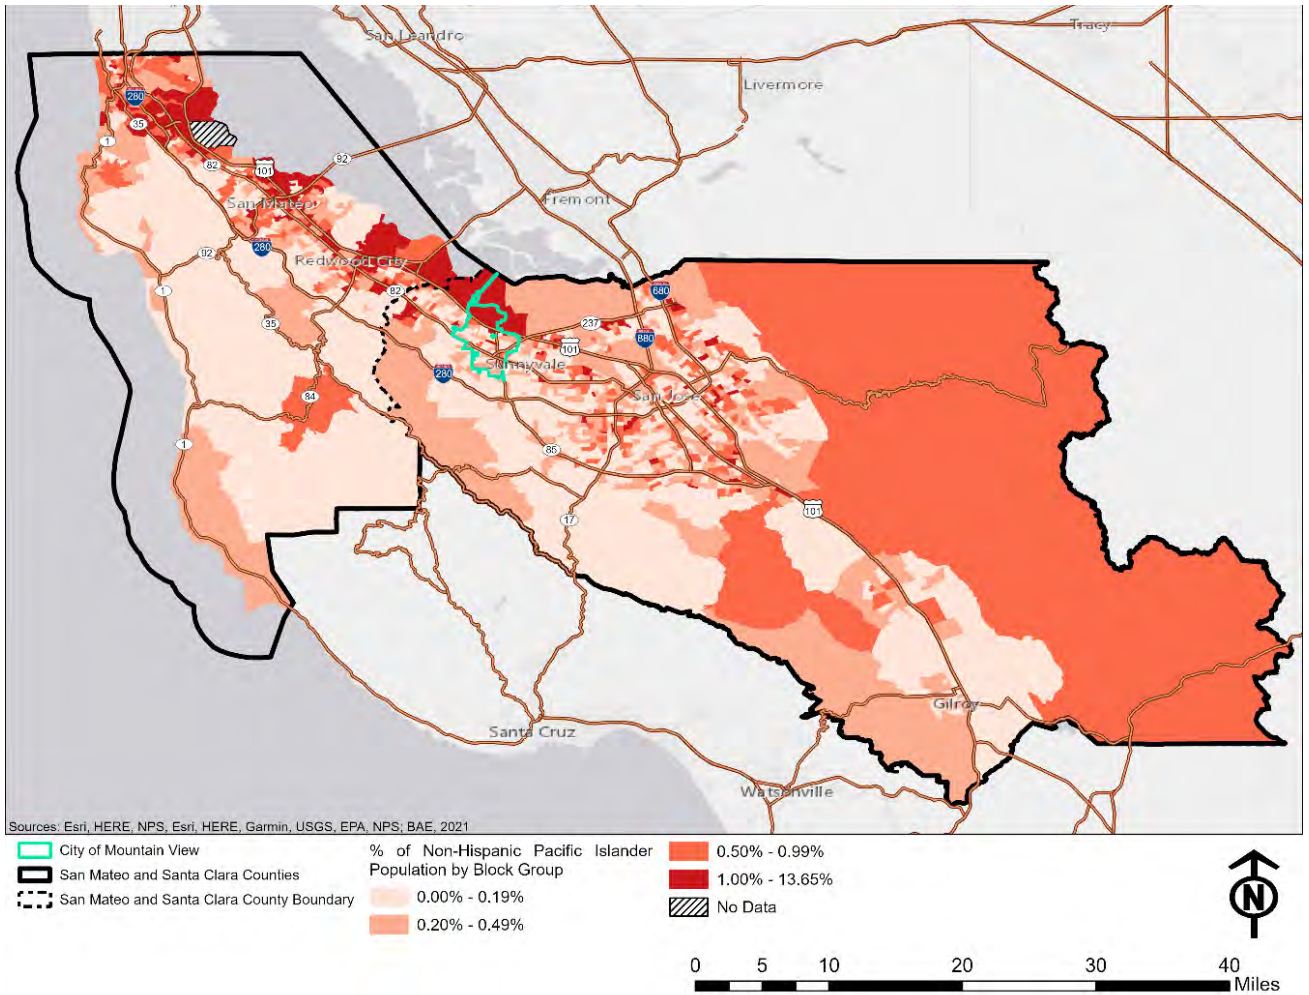 San Leandro
Tracy
Livermore
280
35
1
82
101
92
Fremont
San Mateo
280
92
Redwood City
82
1
35
680
237
880
101
Sunnyvale
280
84
San Jose
1
85
101
17
Gilroy
Santa Cruz
Watsonville
Sources: Esri, HERE, NPS, Esri, HERE, Garmin, USGS, EPA, NPS; BAE, 2021
City of Mountain View
San Mateo and Santa Clara Counties
San Mateo and Santa Clara County Boundary
% of Non-Hispanic Pacific Islander
Population by Block Group
0.00% - 0.19%
0.20% - 0.49%
0.50% - 0.99%
1.00% - 13.65%
No Data
N
0 5 10 20 30 40
Miles